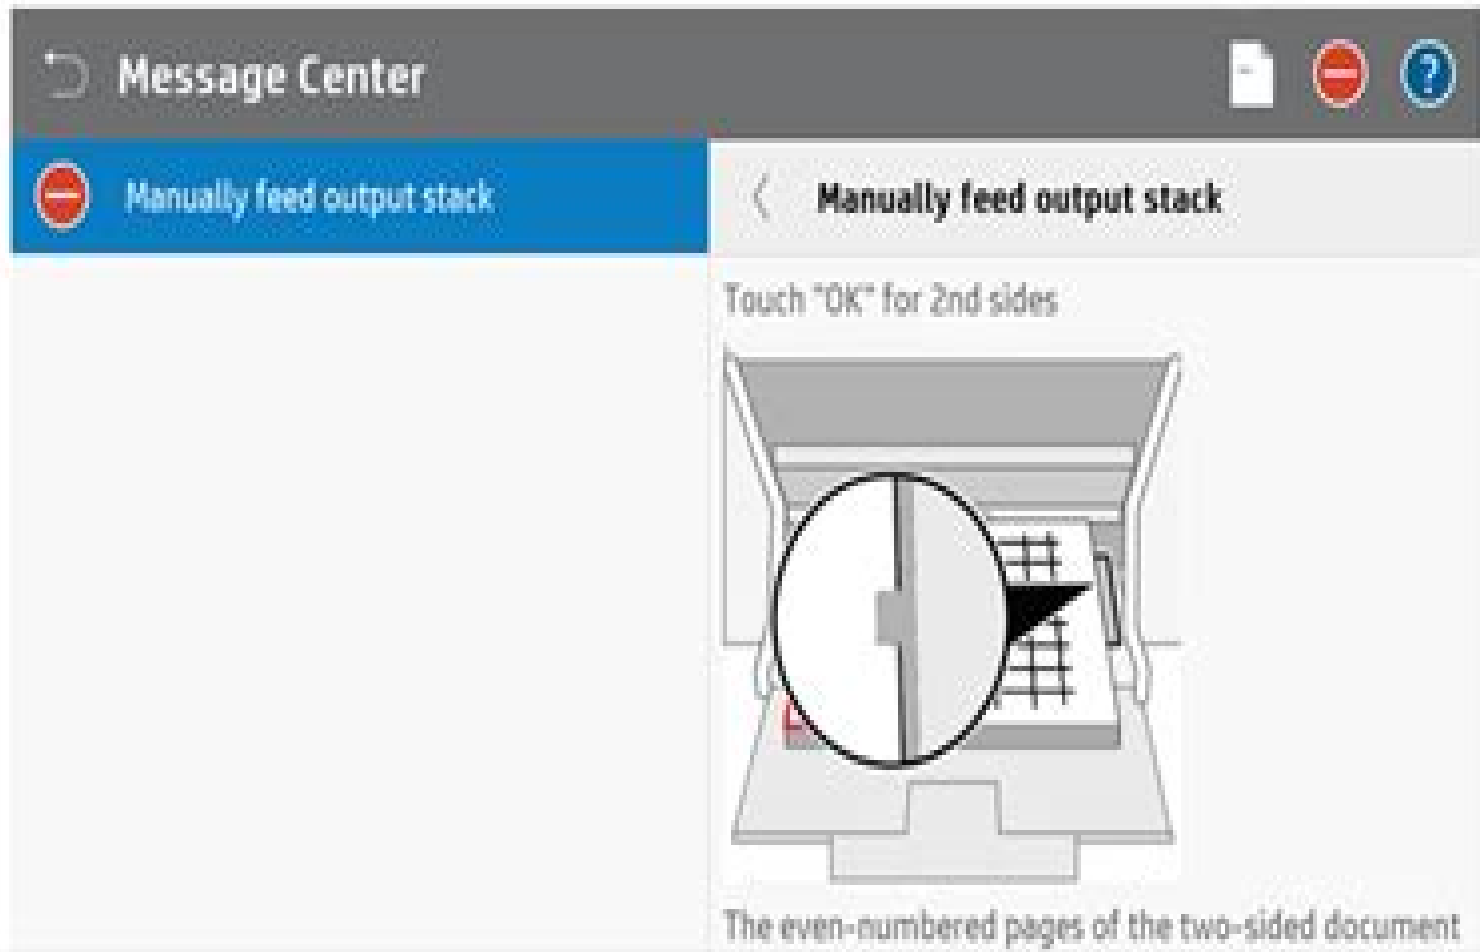 Message Center
?
Manually feed output stack
Manually feed output stack
Touch "OK" for 2nd sides
The even-numbered pages of the two-sided document